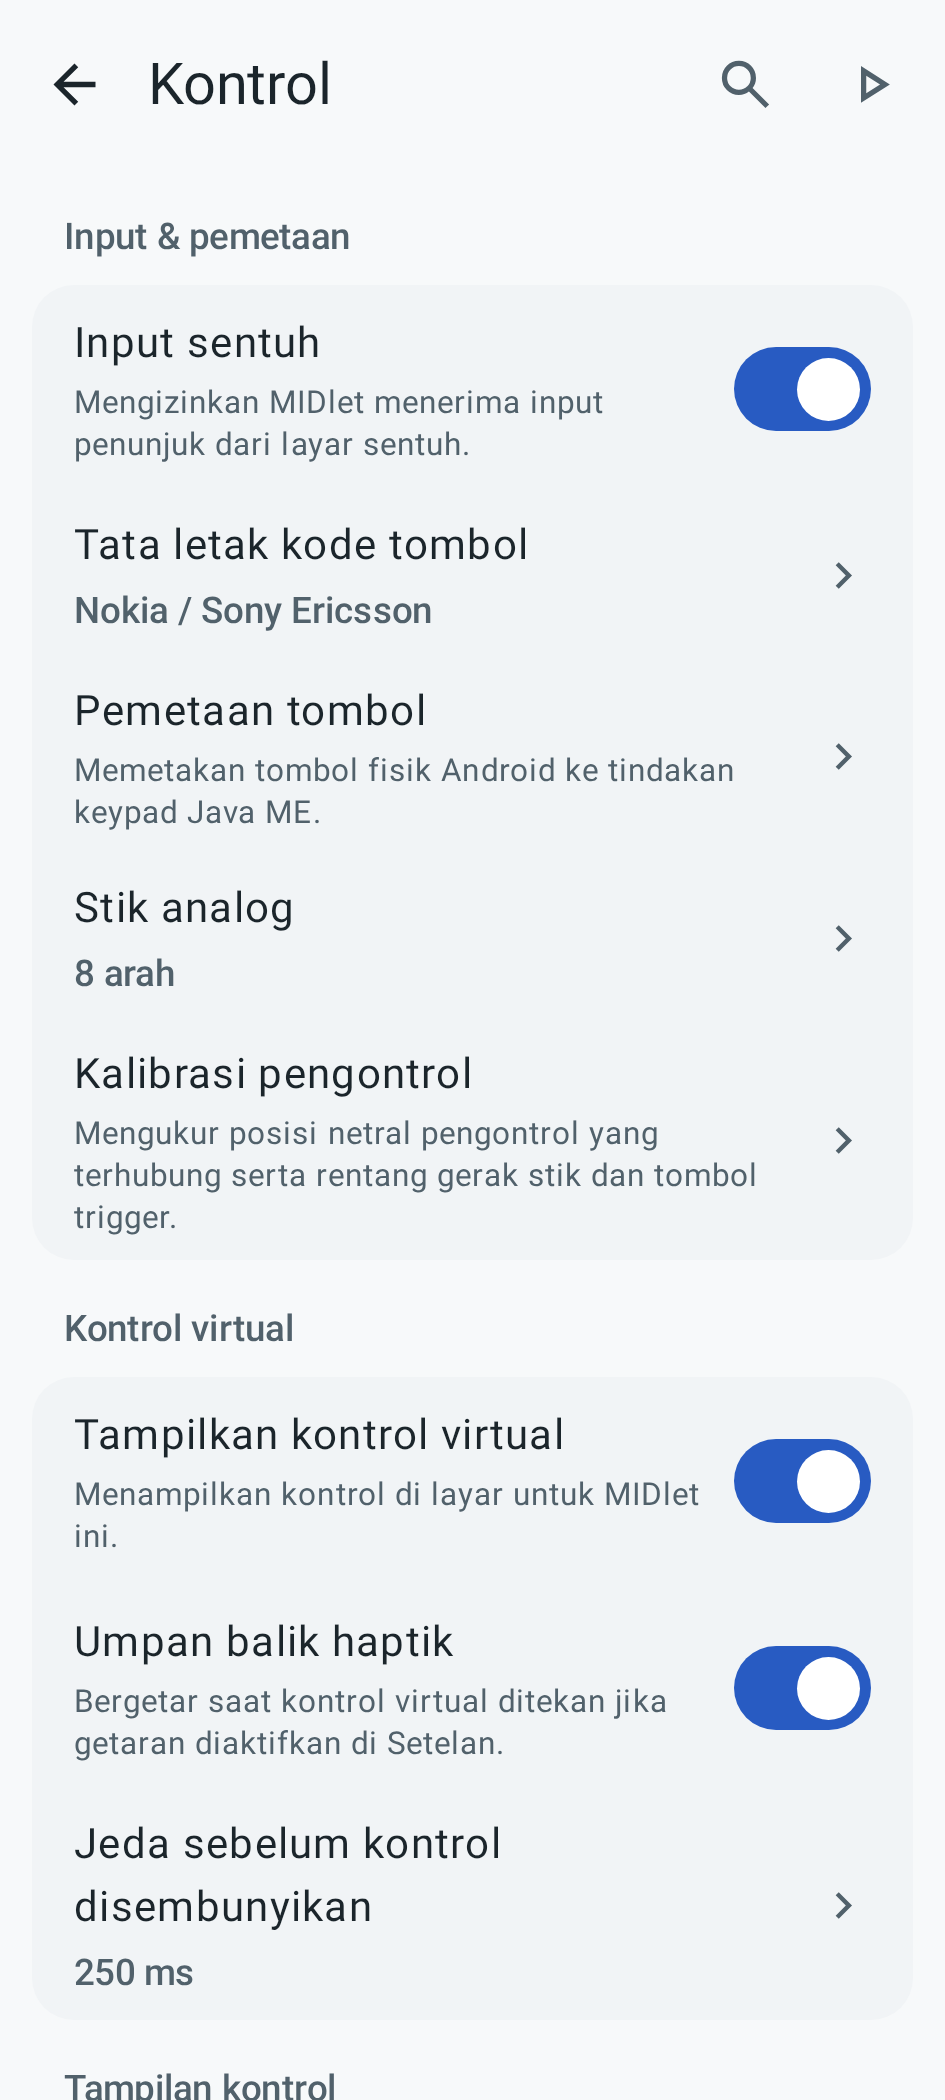 Kontrol
Input & pemetaan
Input sentuh
Mengizinkan MIDlet menerima input
penunjuk dari layar sentuh.
Tata letak kode tombol
Nokia / Sony Ericsson
Pemetaan tombol
Memetakan tombol fisik Android ke tindakan
keypad Java ME.
Stik analog
8 arah
Kalibrasi pengontrol
Mengukur posisi netral pengontrol yang
terhubung serta rentang gerak stik dan tombol
trigger.
Kontrol virtual
Tampilkan kontrol virtual
Menampilkan kontrol di layar untuk MIDlet
ini.
Umpan balik haptik
Bergetar saat kontrol virtual ditekan jika
getaran diaktifkan di Setelan.
Jeda sebelum kontrol
disembunyikan
250 ms
Tampilan kontrol